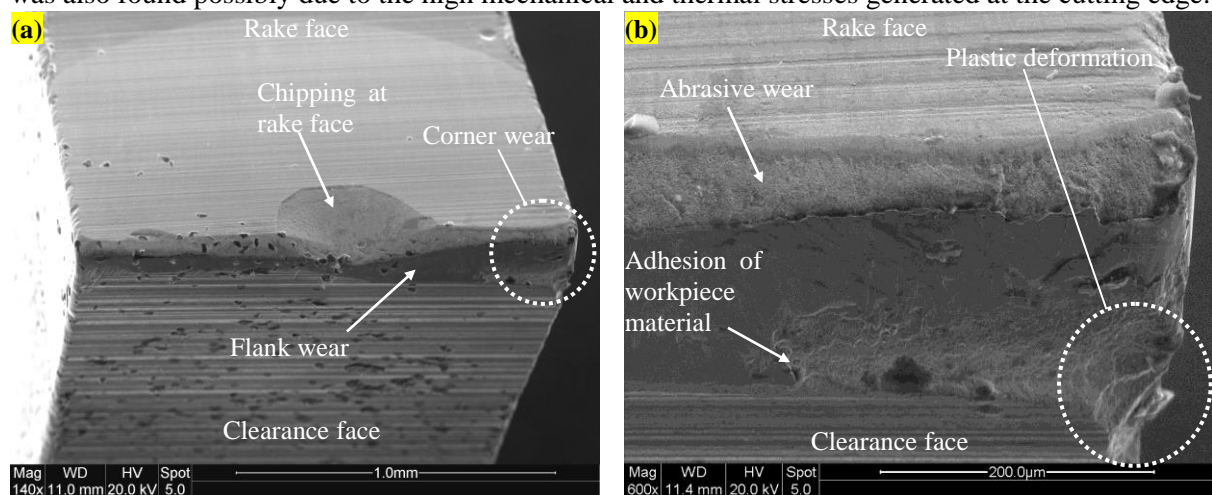 was also found possibly due to the high mechanical and thermal stresses generated at the cutting edge.
(a)
Rake face
Chipping at
rake face
Corner wear
Flank wear
Clearance face
Mag WD HV Spot 1.0mm
140x 11.0 mm 20.0 kV 5.0
(b)
Rake face
Plastic deformation
Abrasive wear
Adhesion of
workpiece
material
Clearance face
Mag WD HV Spot 200.0µm
600x 11.4 mm 20.0 kV 5.0